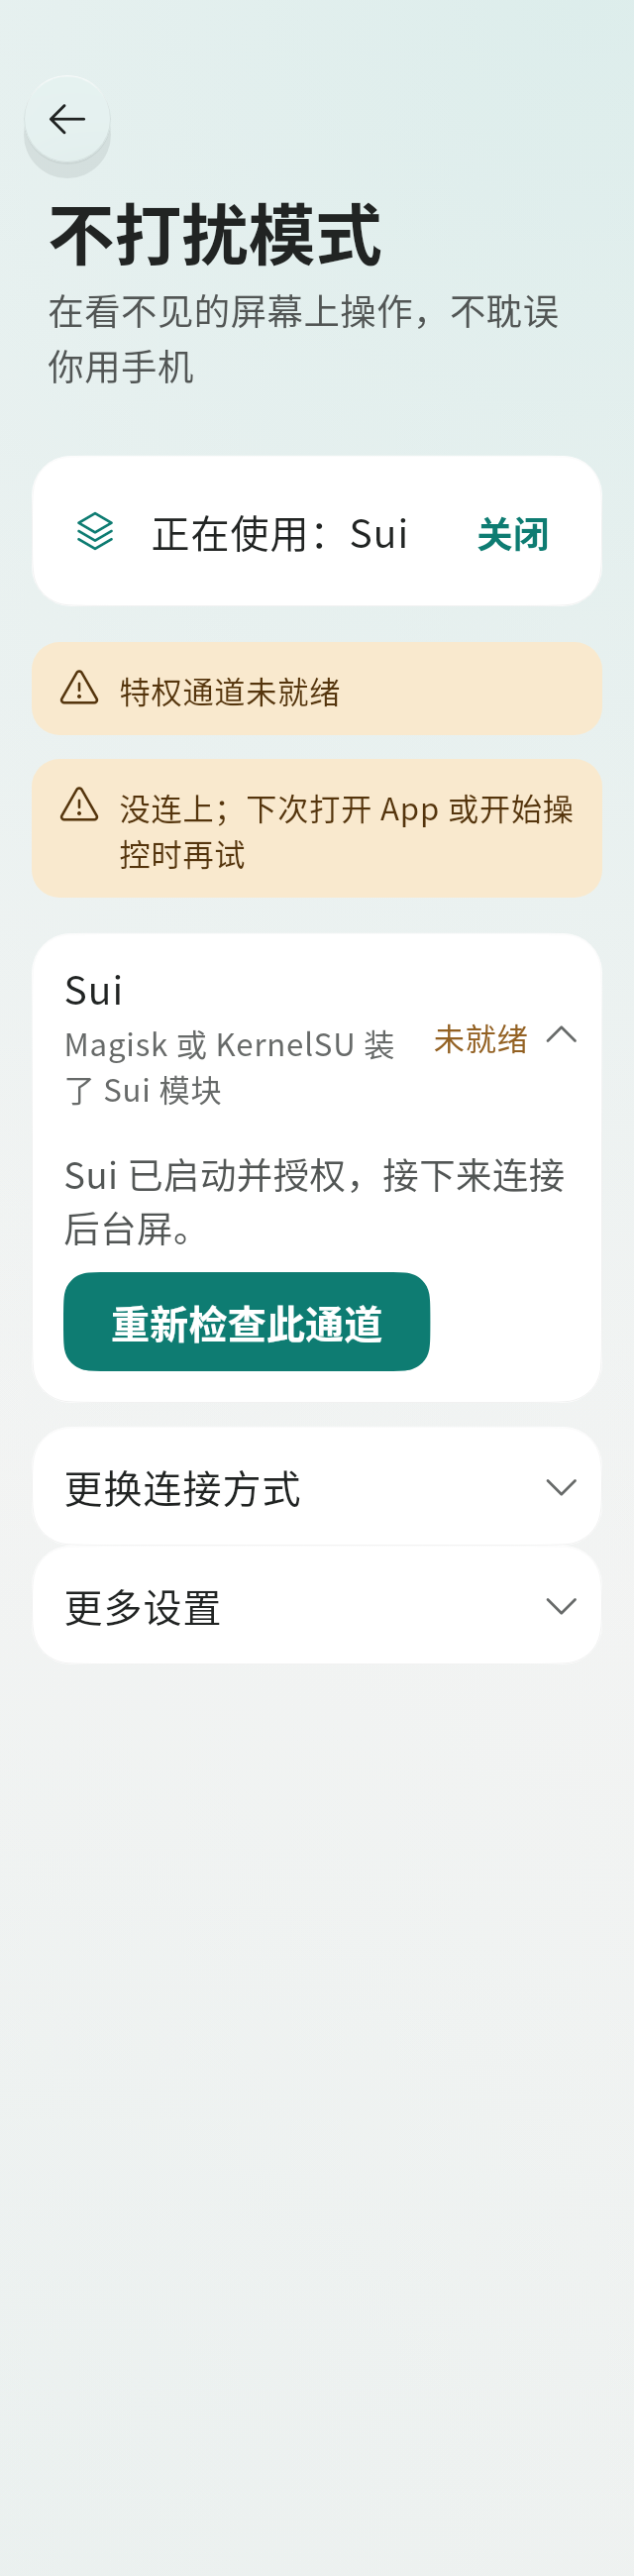 不打扰模式
在看不见的屏幕上操作，不耽误
你用手机
正在使用：Sui
关闭
特权通道未就绪
没连上；下次打开 App 或开始操
控时再试
Sui
Magisk 或 KernelSU 装
了 Sui 模块
未就绪
Sui 已启动并授权，接下来连接
后台屏。
重新检查此通道
更换连接方式
更多设置